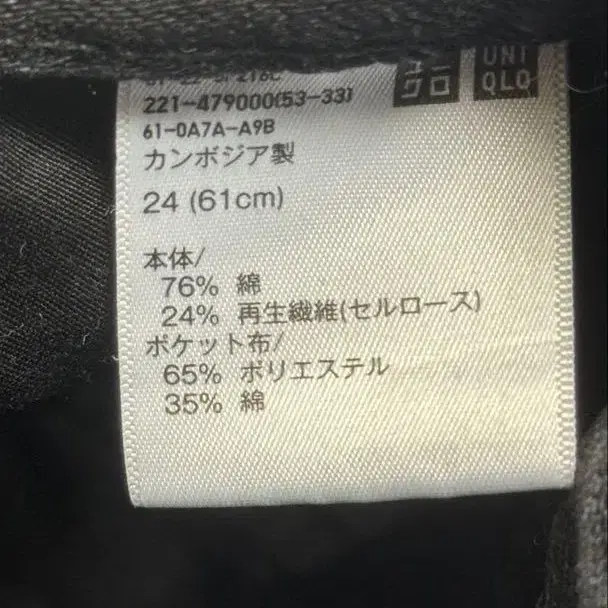 ユニ
クロ
UNI
QLO
221-479000(53-33)
61-0A7A-A9B
カンボジア製
24 (61cm)
本体/
76% 綿
24% 再生繊維(セルロース)
ポケット布/
65% ポリエステル
35% 綿